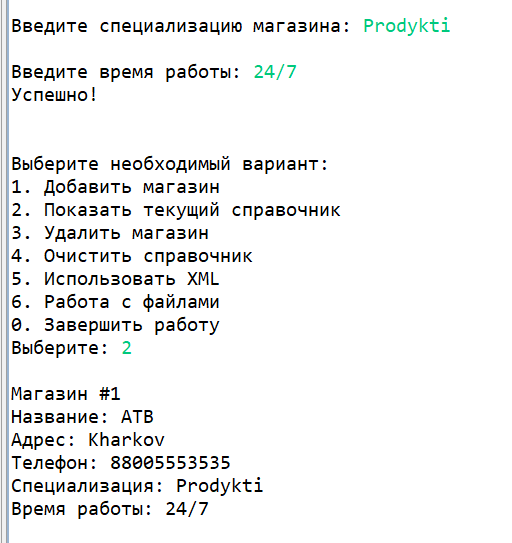 Введите специализацию магазина: Prodykti
Введите время работы: 24/7
Успешно!
Выберите необходимый вариант:
1. Добавить магазин
2. Показать текущий справочник
3. Удалить магазин
4. Очистить справочник
5. Использовать XML
6. Работа с файлами
0. Завершить работу
Выберите: 2
Магазин #1
Название: АТВ
Адрес: Kharkov
Телефон: 88005553535
Специализация: Prodykti
Время работы: 24/7